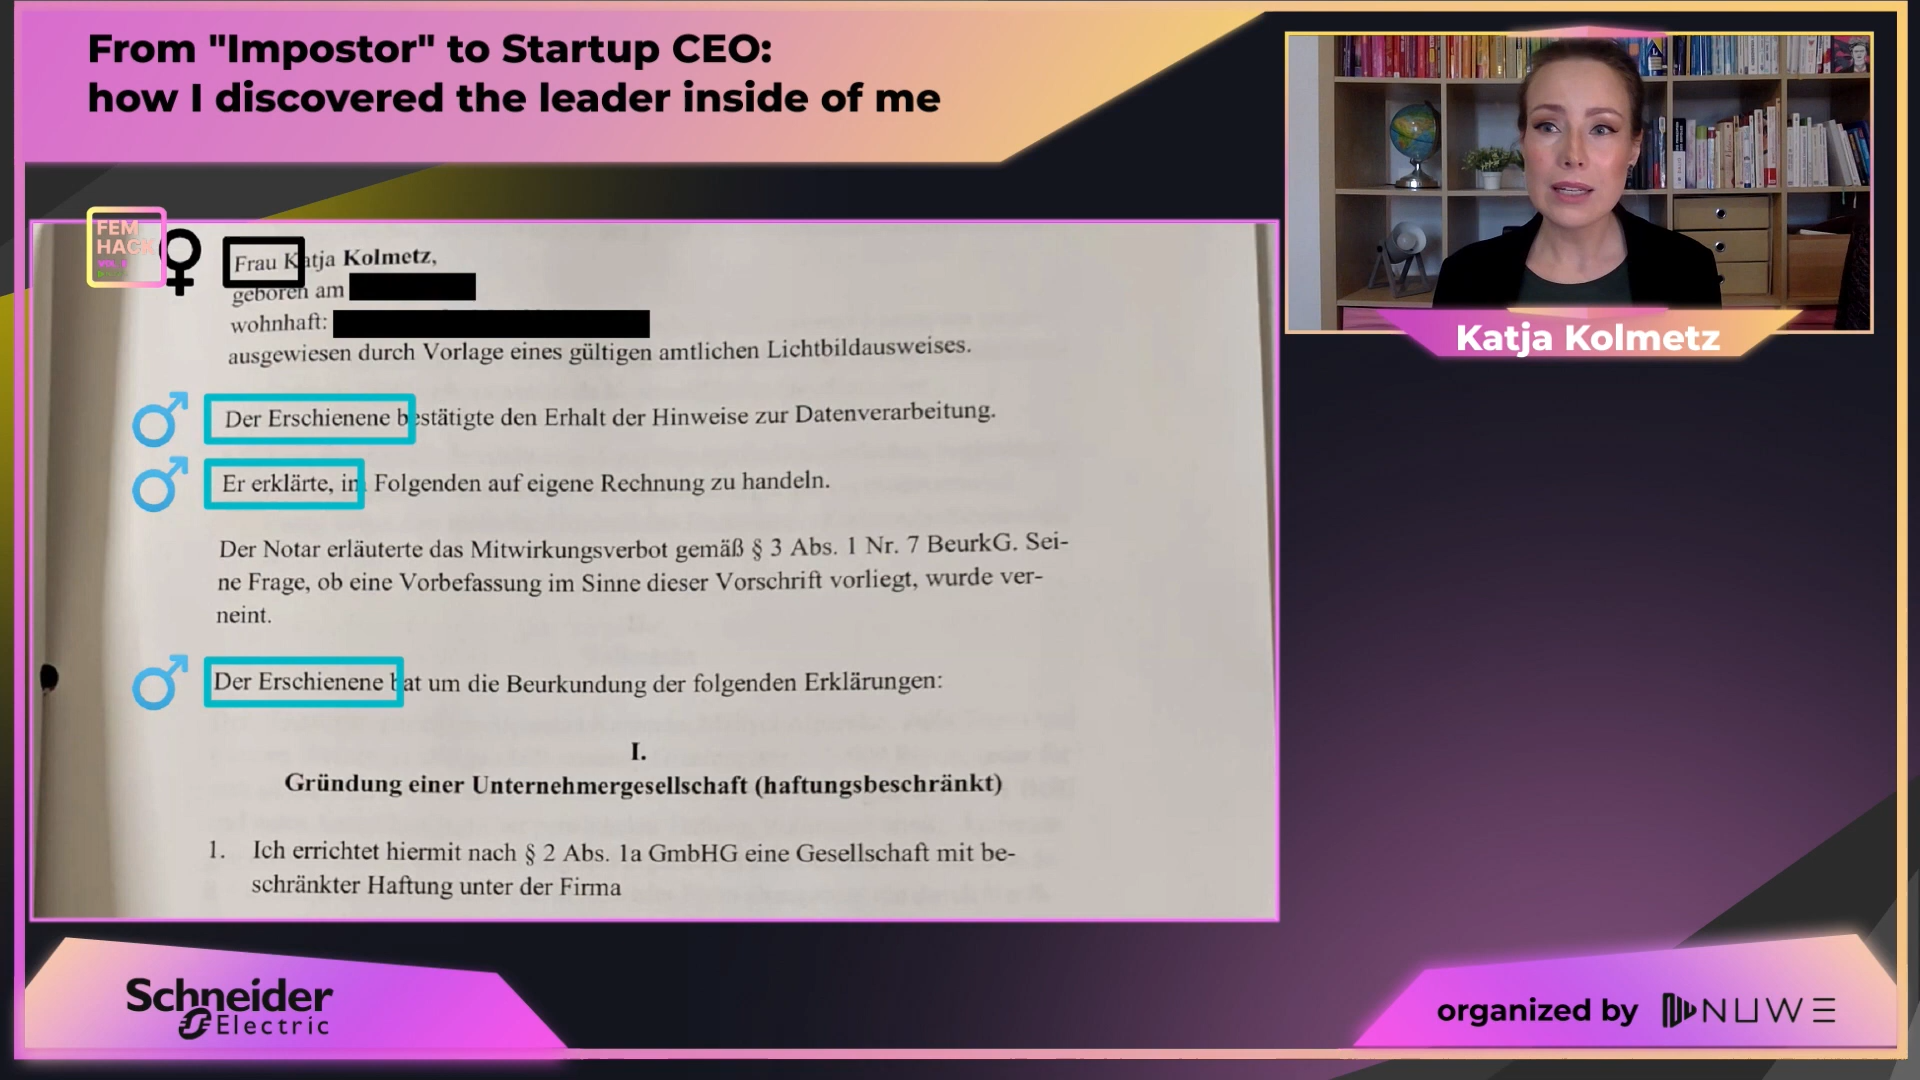 From "Impostor" to Startup CEO:
how I discovered the leader inside of me
FEM
HACK
Frau Katja Kolmetz,
geboren am
wohnhaft:
ausgewiesen durch Vorlage eines gültigen amtlichen Lichtbildausweises.
Der Erschienene bestätigte den Erhalt der Hinweise zur Datenverarbeitung.
Er erklärte, im Folgenden auf eigene Rechnung zu handeln.
Der Notar erläuterte das Mitwirkungsverbot gemäß § 3 Abs. 1 Nr. 7 BeurkG. Sei-
ne Frage, ob eine Vorbefassung im Sinne dieser Vorschrift vorliegt, wurde ver-
neint.
Der Erschienene bat um die Beurkundung der folgenden Erklärungen:
I.
Gründung einer Unternehmergesellschaft (haftungsbeschränkt)
1. Ich errichtet hiermit nach § 2 Abs. 1a GmbHG eine Gesellschaft mit be-
schränkter Haftung unter der Firma
Katja Kolmetz
Schneider
Electric
organized by NUWE